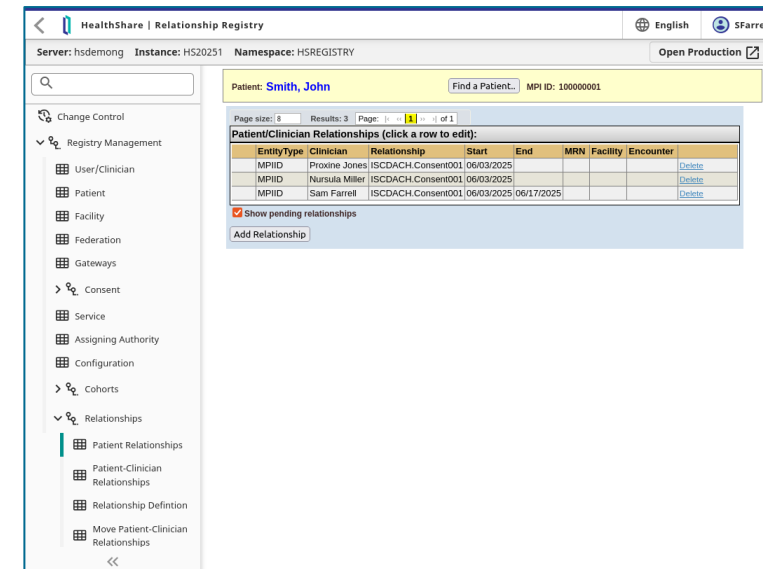 HealthShare | Relationship Registry
English
SFarre
Server: hsdemong Instance: HS20251 Namespace: HSREGISTRY
Open Production
Patient: Smith, John
Find a Patient..
MPI ID: 100000001
Change Control
Registry Management
User/Clinician
Patient
Facility
Federation
Gateways
Consent
Service
Assigning Authority
Configuration
Cohorts
Relationships
Patient Relationships
Patient-Clinician
Relationships
Relationship Defintion
Move Patient-Clinician
Relationships
Page size: 8 Results: 3 Page: |‹ ‹‹ 1 ›› ›| of 1
Patient/Clinician Relationships (click a row to edit):
EntityType Clinician Relationship Start End MRN Facility Encounter
MPIID Proxine Jones ISCDACH.Consent001 06/03/2025 Delete
MPIID Nursula Miller ISCDACH.Consent001 06/03/2025 Delete
MPIID Sam Farrell ISCDACH.Consent001 06/03/2025 06/17/2025 Delete
Show pending relationships
Add Relationship